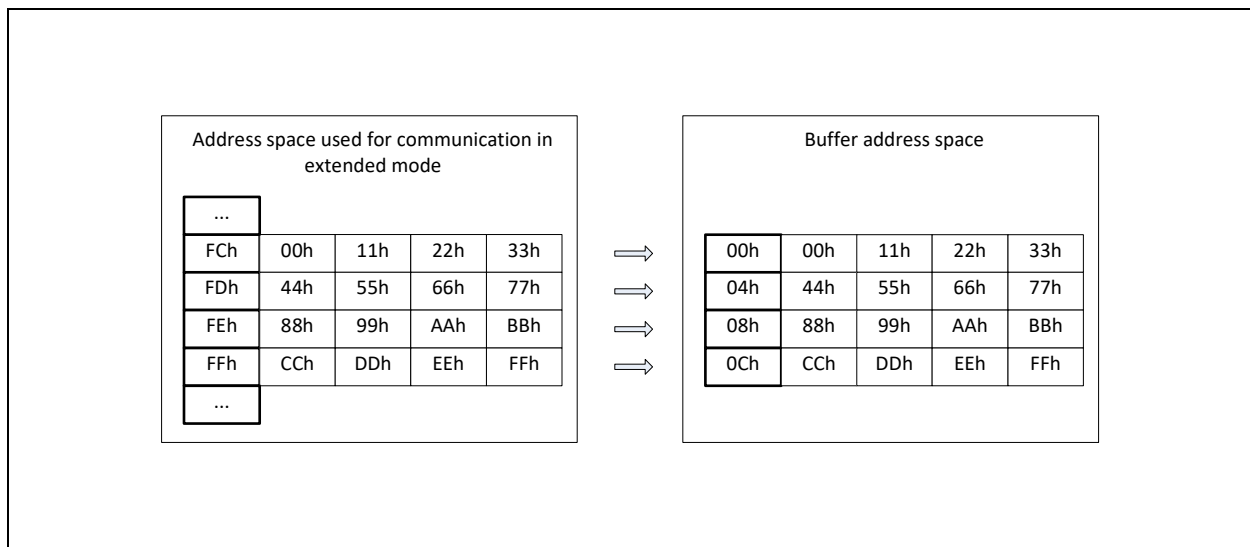 Address space used for communication in
extended mode
...
FCh 00h 11h 22h 33h
FDh 44h 55h 66h 77h
FEh 88h 99h AAh BBh
FFh CCh DDh EEh FFh
...
Buffer address space
00h 00h 11h 22h 33h
04h 44h 55h 66h 77h
08h 88h 99h AAh BBh
0Ch CCh DDh EEh FFh